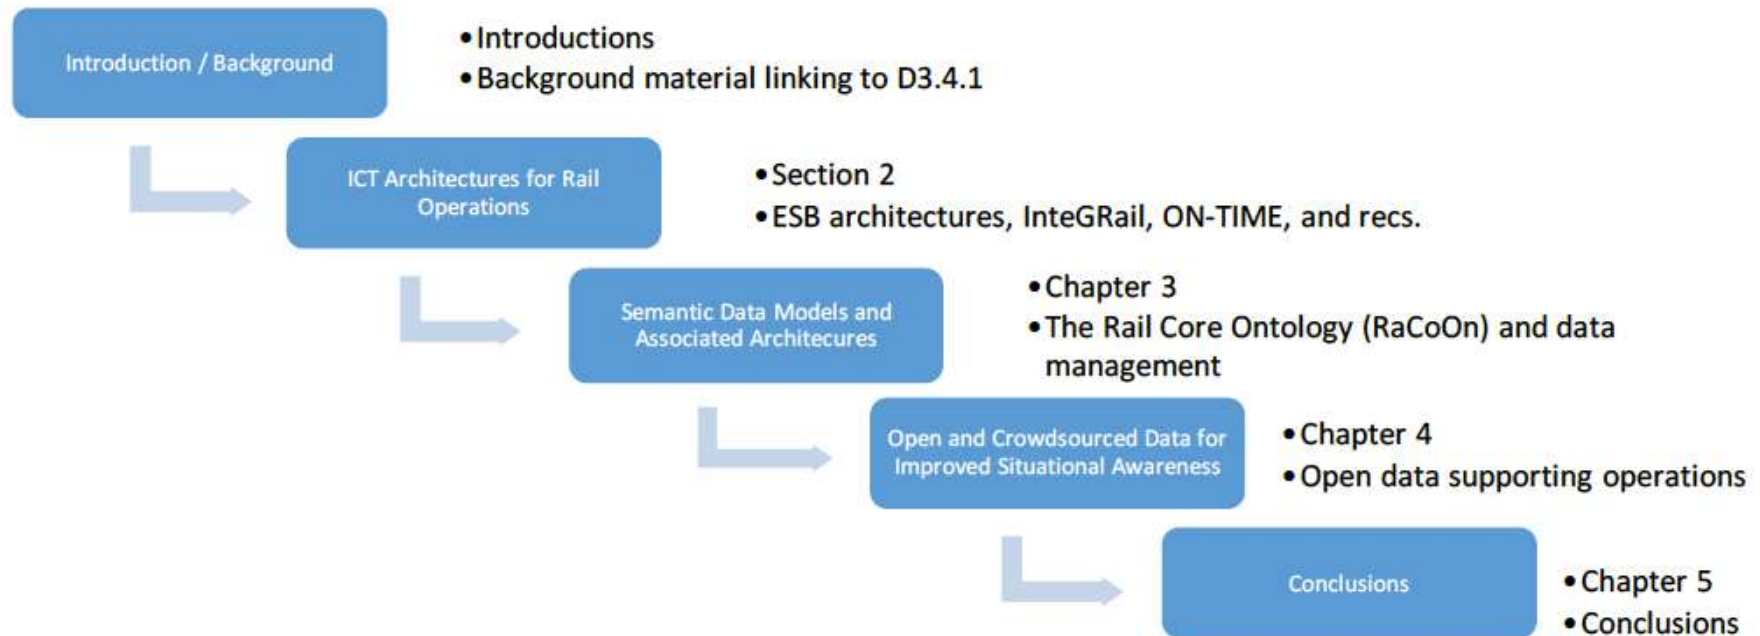 Introduction / Background
• Introductions
• Background material linking to D3.4.1
ICT Architectures for Rail
Operations
• Section 2
• ESB architectures, InteGRail, ON-TIME, and recs.
Semantic Data Models and
Associated Architecures
• Chapter 3
• The Rail Core Ontology (RaCoOn) and data
management
Open and Crowdsourced Data for
Improved Situational Awareness
• Chapter 4
• Open data supporting operations
Conclusions
• Chapter 5
• Conclusions